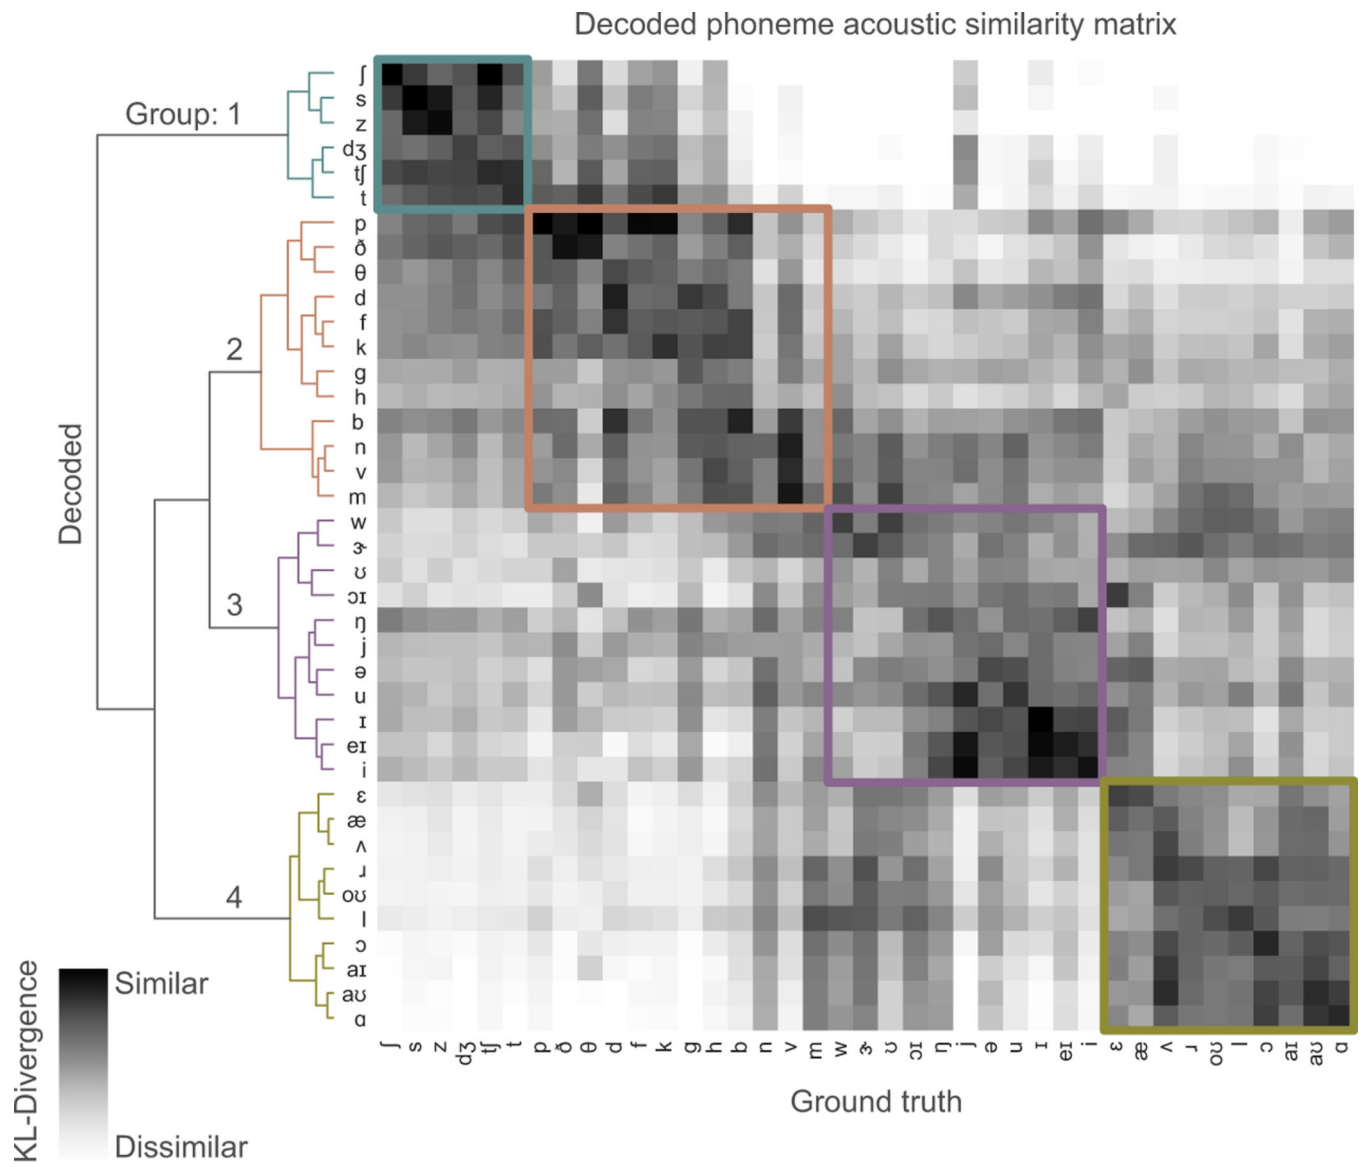 Decoded phoneme acoustic similarity matrix
Group: 1
2
3
4
Decoded
ʃ
s
z
dʒ
tʃ
t
p
ð
θ
d
f
k
g
h
b
n
v
m
w
ɝ
ʊ
ɔɪ
ŋ
j
ə
u
ɪ
eɪ
i
ɛ
æ
ʌ
ɹ
oʊ
l
ɔ
aɪ
aʊ
ɑ
ʃ s z dʒ tʃ t p ð θ d f k g h b n v m w ɝ ʊ ɔɪ ŋ j ə u ɪ eɪ i ɛ æ ʌ ɹ oʊ l ɔ aɪ aʊ ɑ
Ground truth
KL-Divergence
Similar
Dissimilar